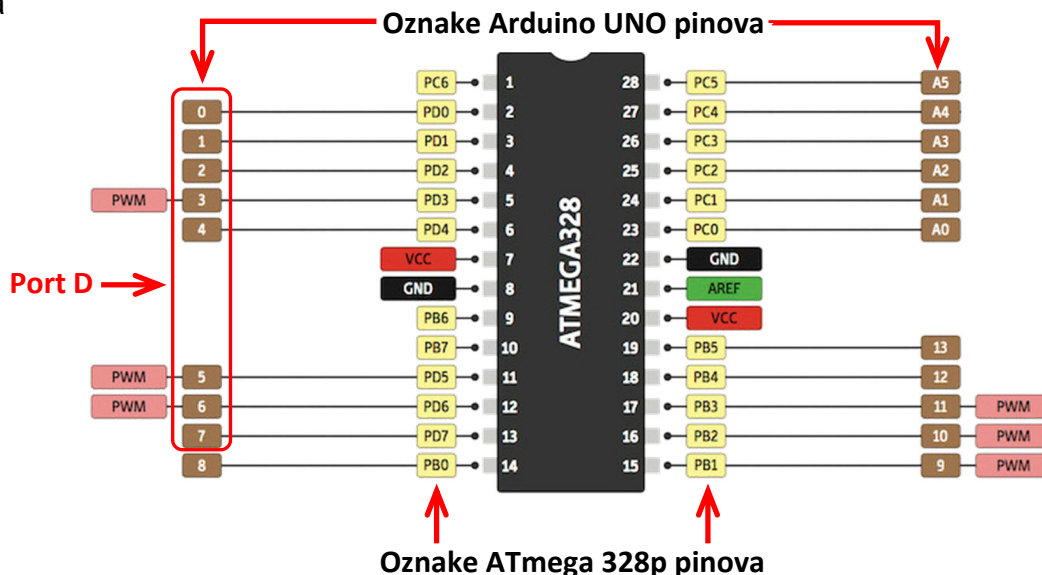 a
Oznake Arduino UNO pinova
PC6 1 28 PC5 A5
0 PD0 2 27 PC4 A4
1 PD1 3 26 PC3 A3
2 PD2 4 25 PC2 A2
PWM 3 PD3 5 24 PC1 A1
4 PD4 6 23 PC0 A0
VCC 7 22 GND
Port D GND 8 21 AREF
PB6 9 20 VCC
PB7 10 19 PB5 13
PWM 5 PD5 11 18 PB4 12
PWM 6 PD6 12 17 PB3 11 PWM
7 PD7 13 16 PB2 10 PWM
8 PB0 14 15 PB1 9 PWM
ATMEGA328
Oznake ATmega 328p pinova